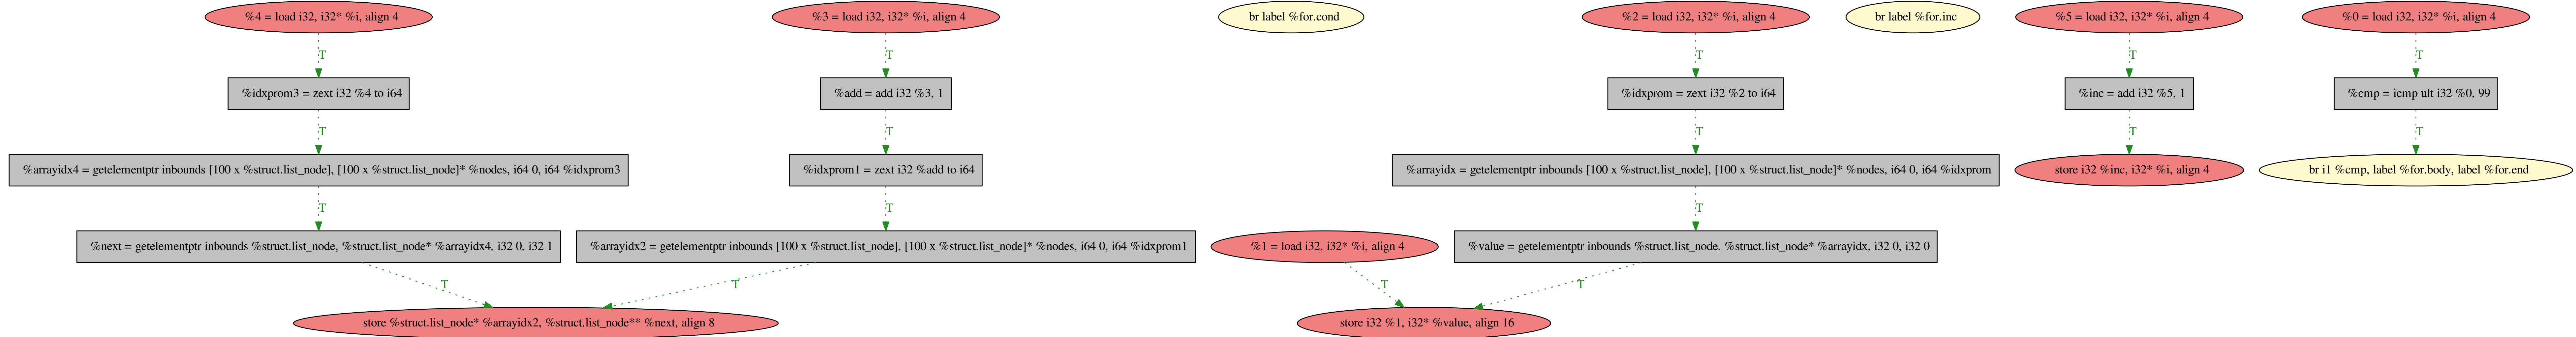 %4 = load i32, i32* %i, align 4
%3 = load i32, i32* %i, align 4
br label %for.cond
%2 = load i32, i32* %i, align 4
br label %for.inc
%5 = load i32, i32* %i, align 4
%0 = load i32, i32* %i, align 4
T
T
T
T
T
%idxprom3 = zext i32 %4 to i64
%add = add i32 %3, 1
%idxprom = zext i32 %2 to i64
%inc = add i32 %5, 1
%cmp = icmp ult i32 %0, 99
T
T
T
T
T
%arrayidx4 = getelementptr inbounds [100 x %struct.list_node], [100 x %struct.list_node]* %nodes, i64 0, i64 %idxprom3
%idxprom1 = zext i32 %add to i64
%arrayidx = getelementptr inbounds [100 x %struct.list_node], [100 x %struct.list_node]* %nodes, i64 0, i64 %idxprom
store i32 %inc, i32* %i, align 4
br i1 %cmp, label %for.body, label %for.end
T
T
T
%next = getelementptr inbounds %struct.list_node, %struct.list_node* %arrayidx4, i32 0, i32 1
%arrayidx2 = getelementptr inbounds [100 x %struct.list_node], [100 x %struct.list_node]* %nodes, i64 0, i64 %idxprom1
%1 = load i32, i32* %i, align 4
%value = getelementptr inbounds %struct.list_node, %struct.list_node* %arrayidx, i32 0, i32 0
T
T
T
T
store %struct.list_node* %arrayidx2, %struct.list_node** %next, align 8
store i32 %1, i32* %value, align 16